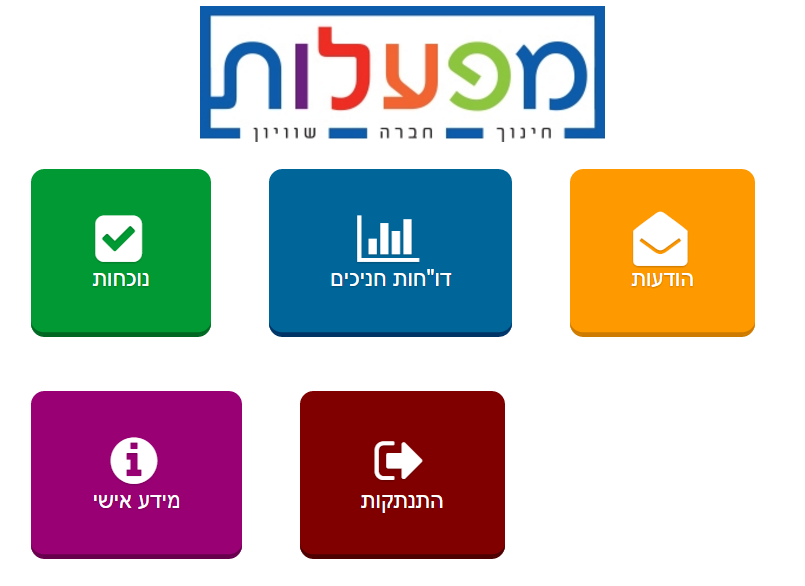 מפעלות
חינוך חברה שוויון
הודעות
דו"חות חניכים
נוכחות
התנתקות
מידע אישי